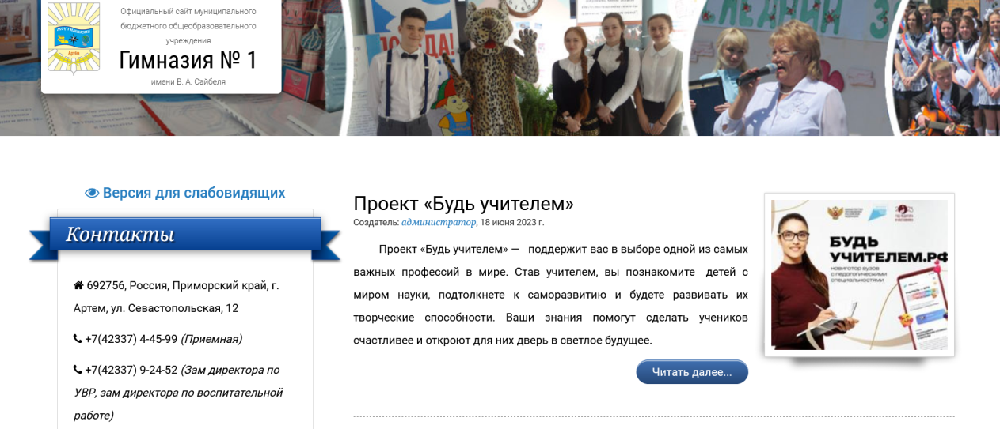 Официальный сайт муниципального
бюджетного общеобразовательного
учреждения
Гимназия № 1
имени В. А. Сайбеля
МОУ ГИМНАЗИЯ
Артём
Версия для слабовидящих
Контакты
692756, Россия, Приморский край, г.
Артем, ул. Севастопольская, 12
+7(42337) 4-45-99 (Приемная)
+7(42337) 9-24-52 (Зам директора по
УВР, зам директора по воспитательной
работе)
Проект «Будь учителем»
Создатель: администратор, 18 июня 2023 г.
Проект «Будь учителем» — поддержит вас в выборе одной из самых
важных профессий в мире. Став учителем, вы познакомите детей с
миром науки, подтолкнете к саморазвитию и будете развивать их
творческие способности. Ваши знания помогут сделать учеников
счастливее и откроют для них дверь в светлое будущее.
Читать далее...
БУДЬ
УЧИТЕЛЕМ.РФ
навигатор вузов
с педагогическими
специальностями